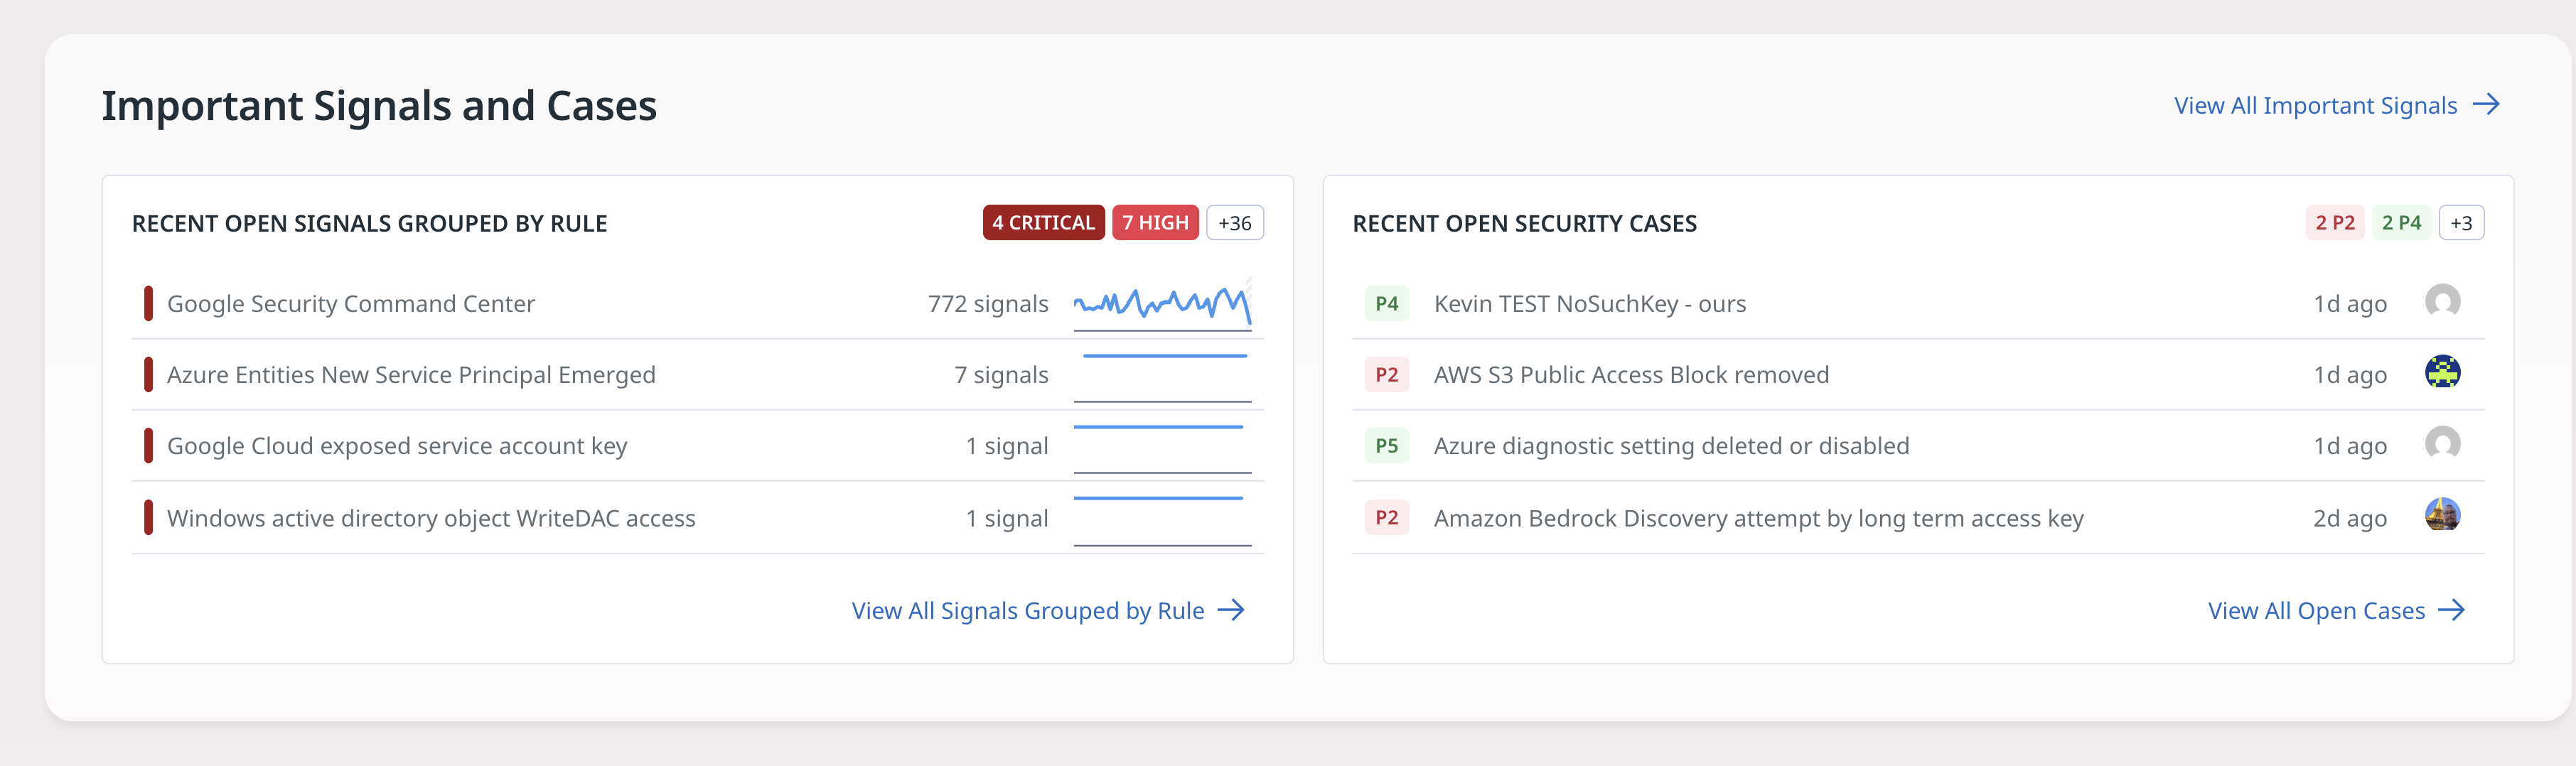 Important Signals and Cases
View All Important Signals
RECENT OPEN SIGNALS GROUPED BY RULE
4 CRITICAL 7 HIGH +36
Google Security Command Center 772 signals
Azure Entities New Service Principal Emerged 7 signals
Google Cloud exposed service account key 1 signal
Windows active directory object WriteDAC access 1 signal
View All Signals Grouped by Rule
RECENT OPEN SECURITY CASES
2 P2 2 P4 +3
P4 Kevin TEST NoSuchKey - ours 1d ago
P2 AWS S3 Public Access Block removed 1d ago
P5 Azure diagnostic setting deleted or disabled 1d ago
P2 Amazon Bedrock Discovery attempt by long term access key 2d ago
View All Open Cases